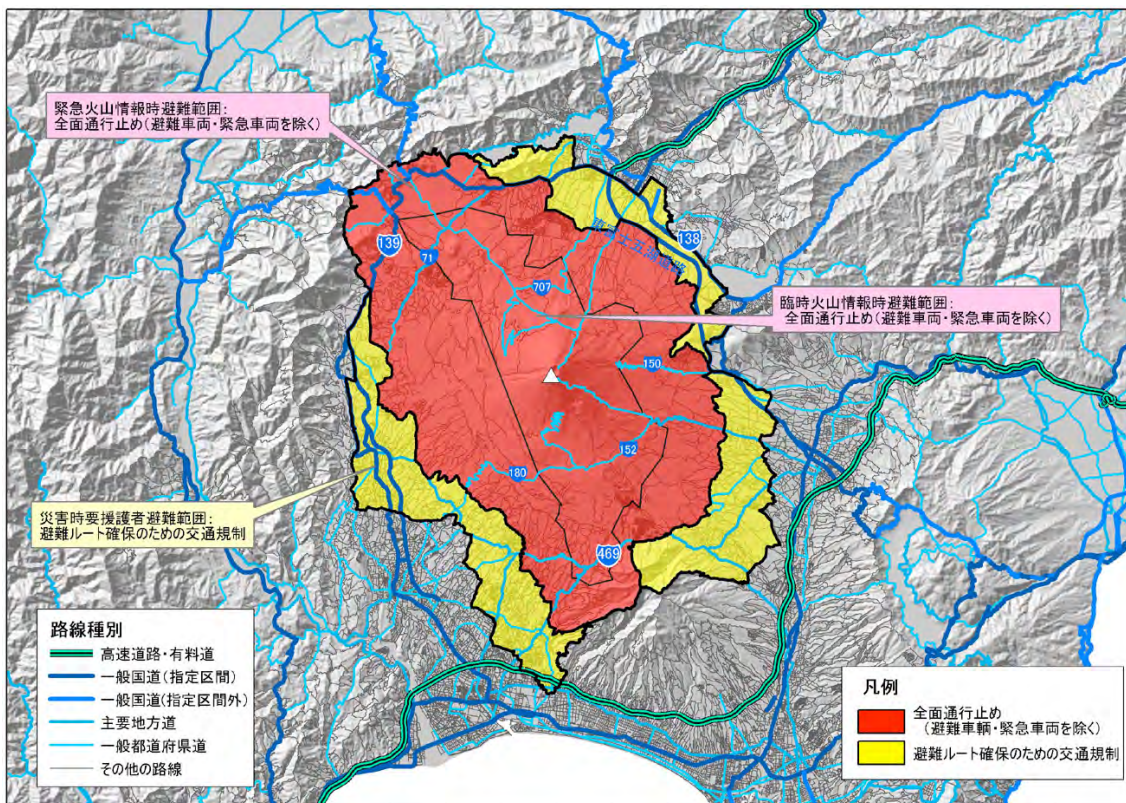 緊急火山情報時避難範囲：
全面通行止め（避難車両・緊急車両を除く）
139
71
138
707
臨時火山情報時避難範囲：
全面通行止め（避難車両・緊急車両を除く）
150
152
180
469
災害時要援護者避難範囲：
避難ルート確保のための交通規制
路線種別
高速道路・有料道
一般国道（指定区間）
一般国道（指定区間外）
主要地方道
一般都道府県道
その他の路線
凡例
全面通行止め
（避難車輌・緊急車両を除く）
避難ルート確保のための交通規制